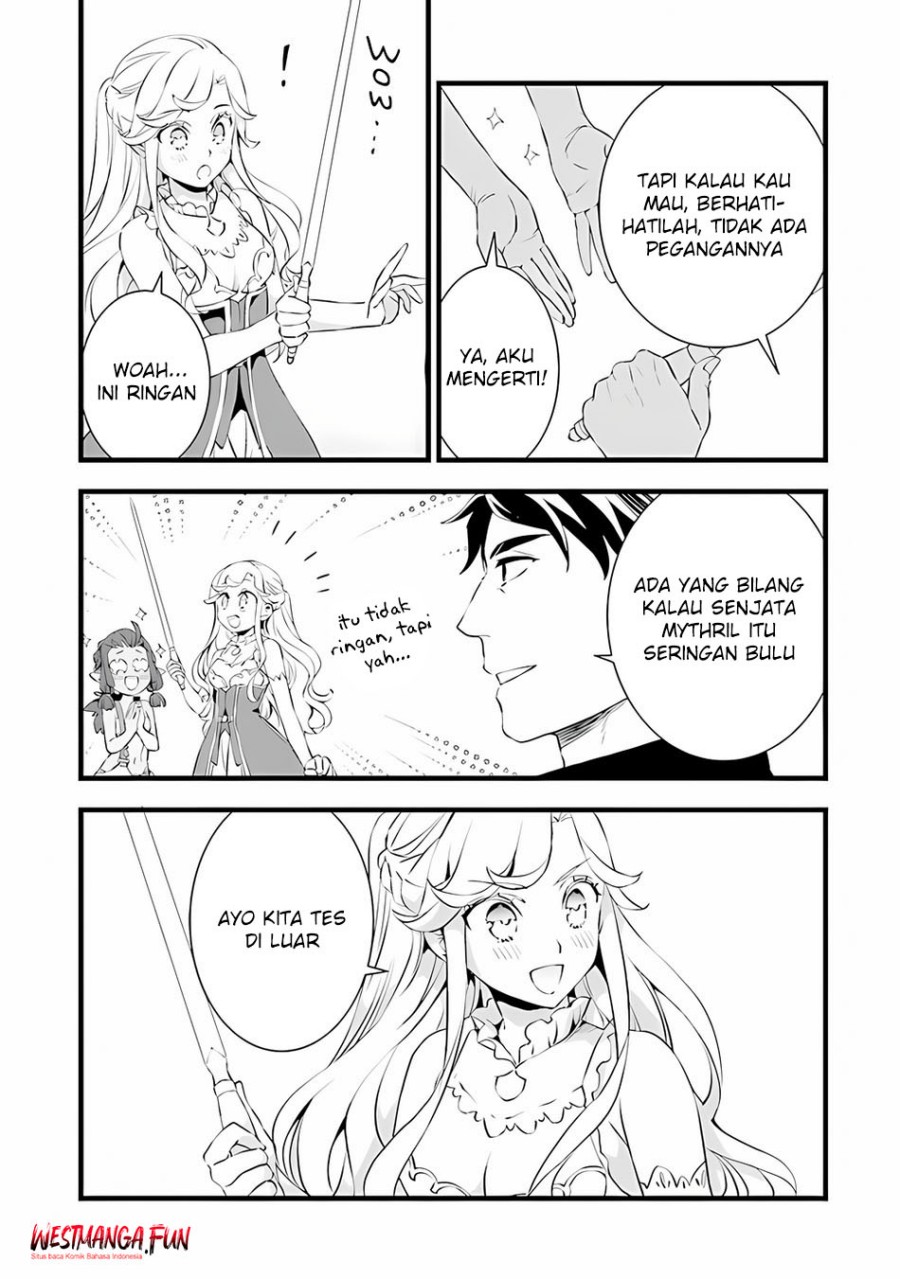 TAPI KALAU KAU
MAU, BERHATI-
HATILAH, TIDAK ADA
PEGANGANNYA
YA, AKU
MENGERTI!
!
WOAH...
INI RINGAN
ADA YANG BILANG
KALAU SENJATA
MYTHRIL ITU
SERINGAN BULU
itu tidak
ringan, tapi
yah...
AYO KITA TES
DI LUAR
WESTMANGA.FUN
Situs baca Komik Bahasa Indonesia